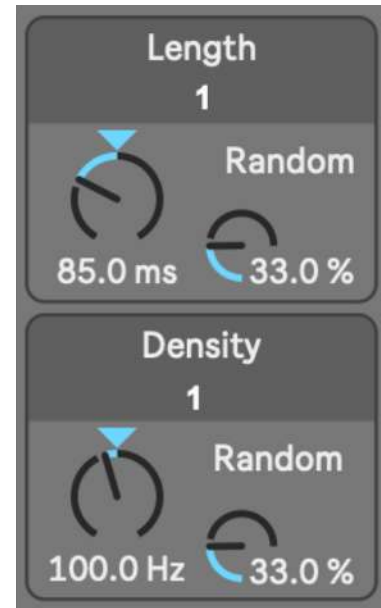 Length
1
Random
85.0 ms
33.0 %
Density
1
Random
100.0 Hz
33.0 %